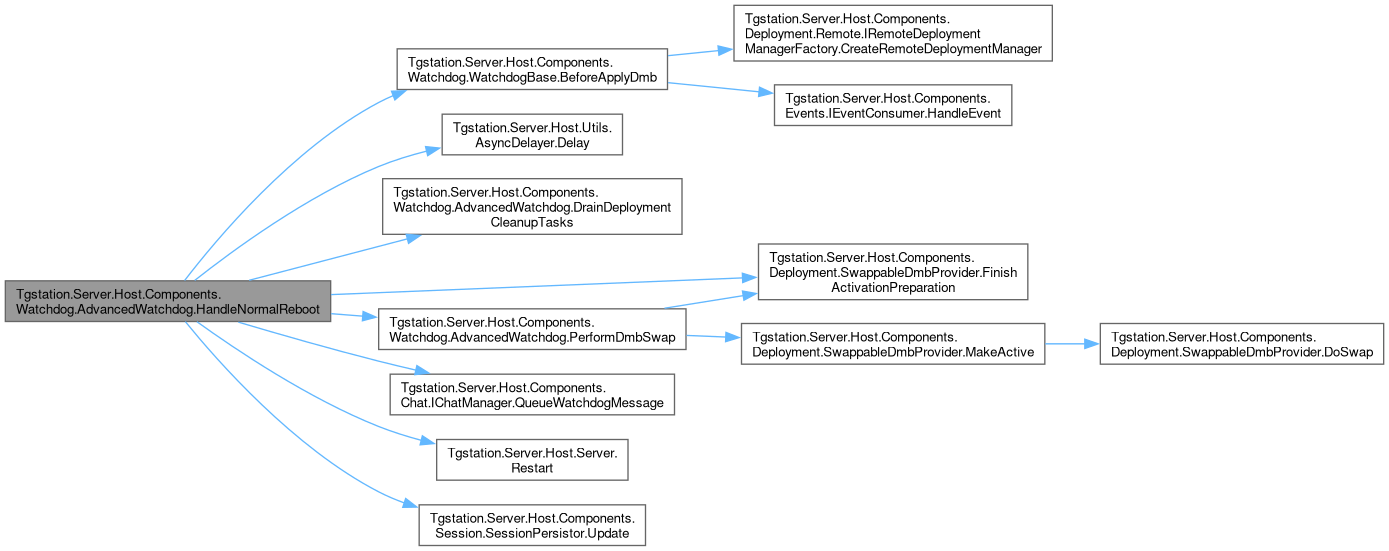 Tgstation.Server.Host.Components.
Watchdog.AdvancedWatchdog.HandleNormalReboot
Tgstation.Server.Host.Components.
Watchdog.WatchdogBase.BeforeApplyDmb
Tgstation.Server.Host.Components.
Deployment.Remote.IRemoteDeployment
ManagerFactory.CreateRemoteDeploymentManager
Tgstation.Server.Host.Components.
Events.IEventConsumer.HandleEvent
Tgstation.Server.Host.Utils.
AsyncDelayer.Delay
Tgstation.Server.Host.Components.
Watchdog.AdvancedWatchdog.DrainDeployment
CleanupTasks
Tgstation.Server.Host.Components.
Deployment.SwappableDmbProvider.Finish
ActivationPreparation
Tgstation.Server.Host.Components.
Watchdog.AdvancedWatchdog.PerformDmbSwap
Tgstation.Server.Host.Components.
Deployment.SwappableDmbProvider.MakeActive
Tgstation.Server.Host.Components.
Deployment.SwappableDmbProvider.DoSwap
Tgstation.Server.Host.Components.
Chat.IChatManager.QueueWatchdogMessage
Tgstation.Server.Host.Server.
Restart
Tgstation.Server.Host.Components.
Session.SessionPersistor.Update